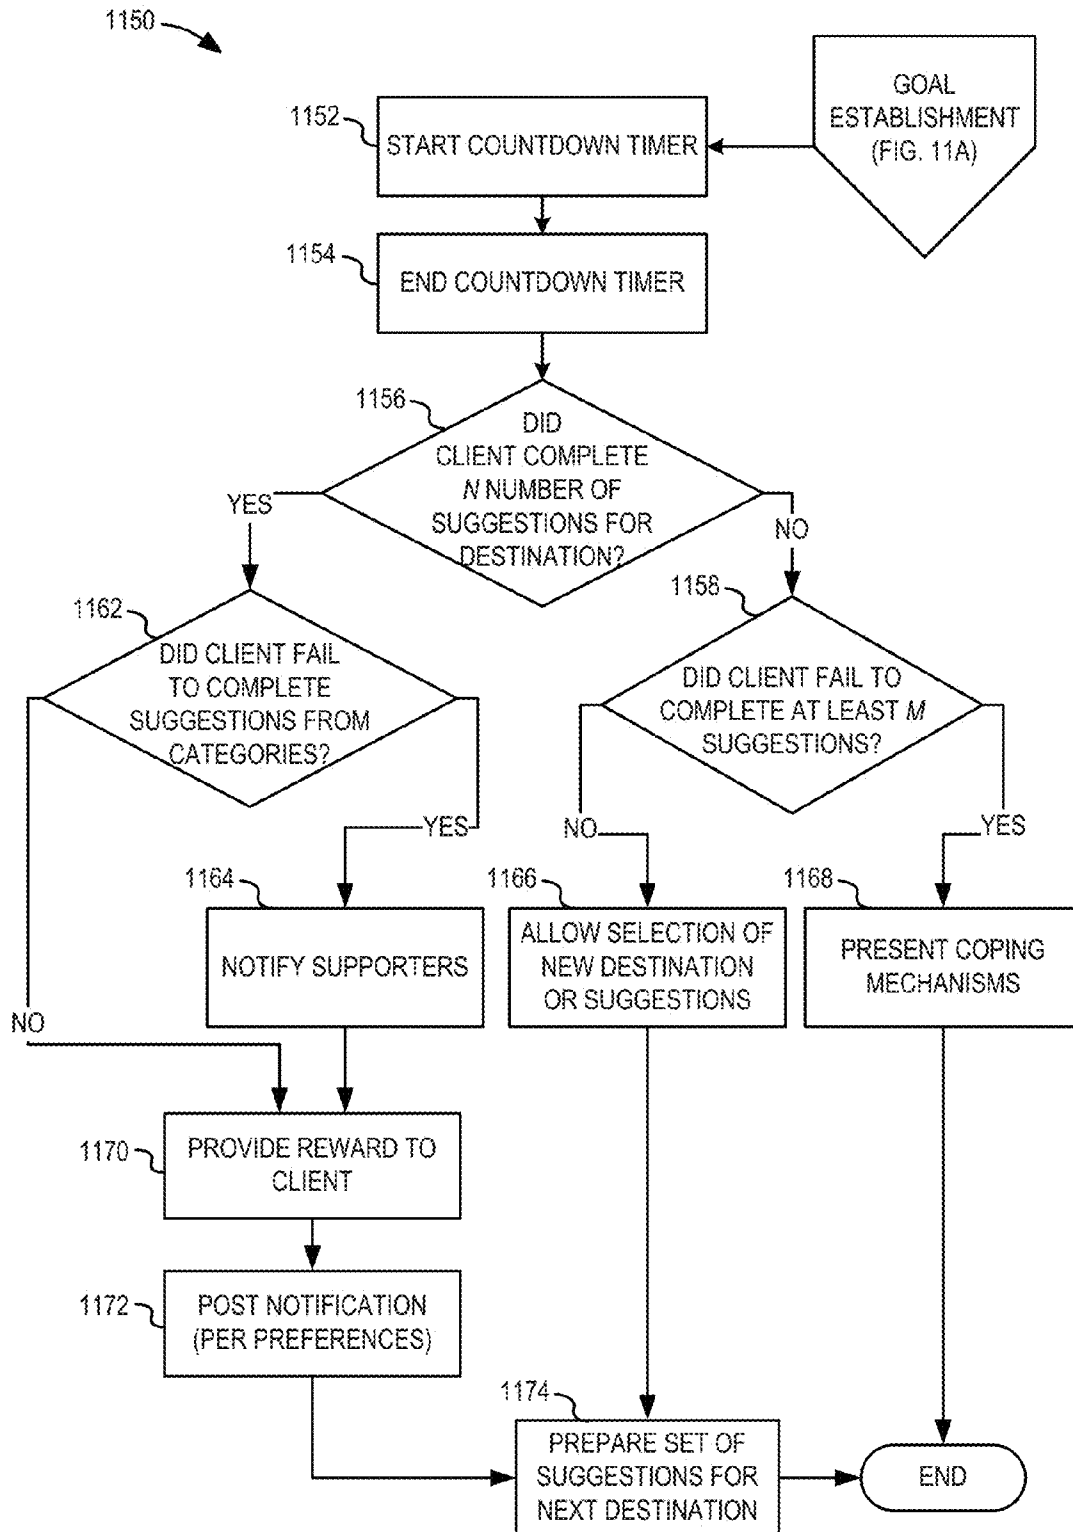 1150
GOAL
ESTABLISHMENT
(FIG. 11A)
1152
START COUNTDOWN TIMER
1154
END COUNTDOWN TIMER
1156
DID
CLIENT COMPLETE
N NUMBER OF
SUGGESTIONS FOR
DESTINATION?
YES
NO
1162
DID CLIENT FAIL
TO COMPLETE
SUGGESTIONS FROM
CATEGORIES?
1158
DID CLIENT FAIL TO
COMPLETE AT LEAST M
SUGGESTIONS?
YES
NO
YES
1164
NOTIFY SUPPORTERS
1166
ALLOW SELECTION OF
NEW DESTINATION
OR SUGGESTIONS
1168
PRESENT COPING
MECHANISMS
NO
1170
PROVIDE REWARD TO
CLIENT
1172
POST NOTIFICATION
(PER PREFERENCES)
1174
PREPARE SET OF
SUGGESTIONS FOR
NEXT DESTINATION
END